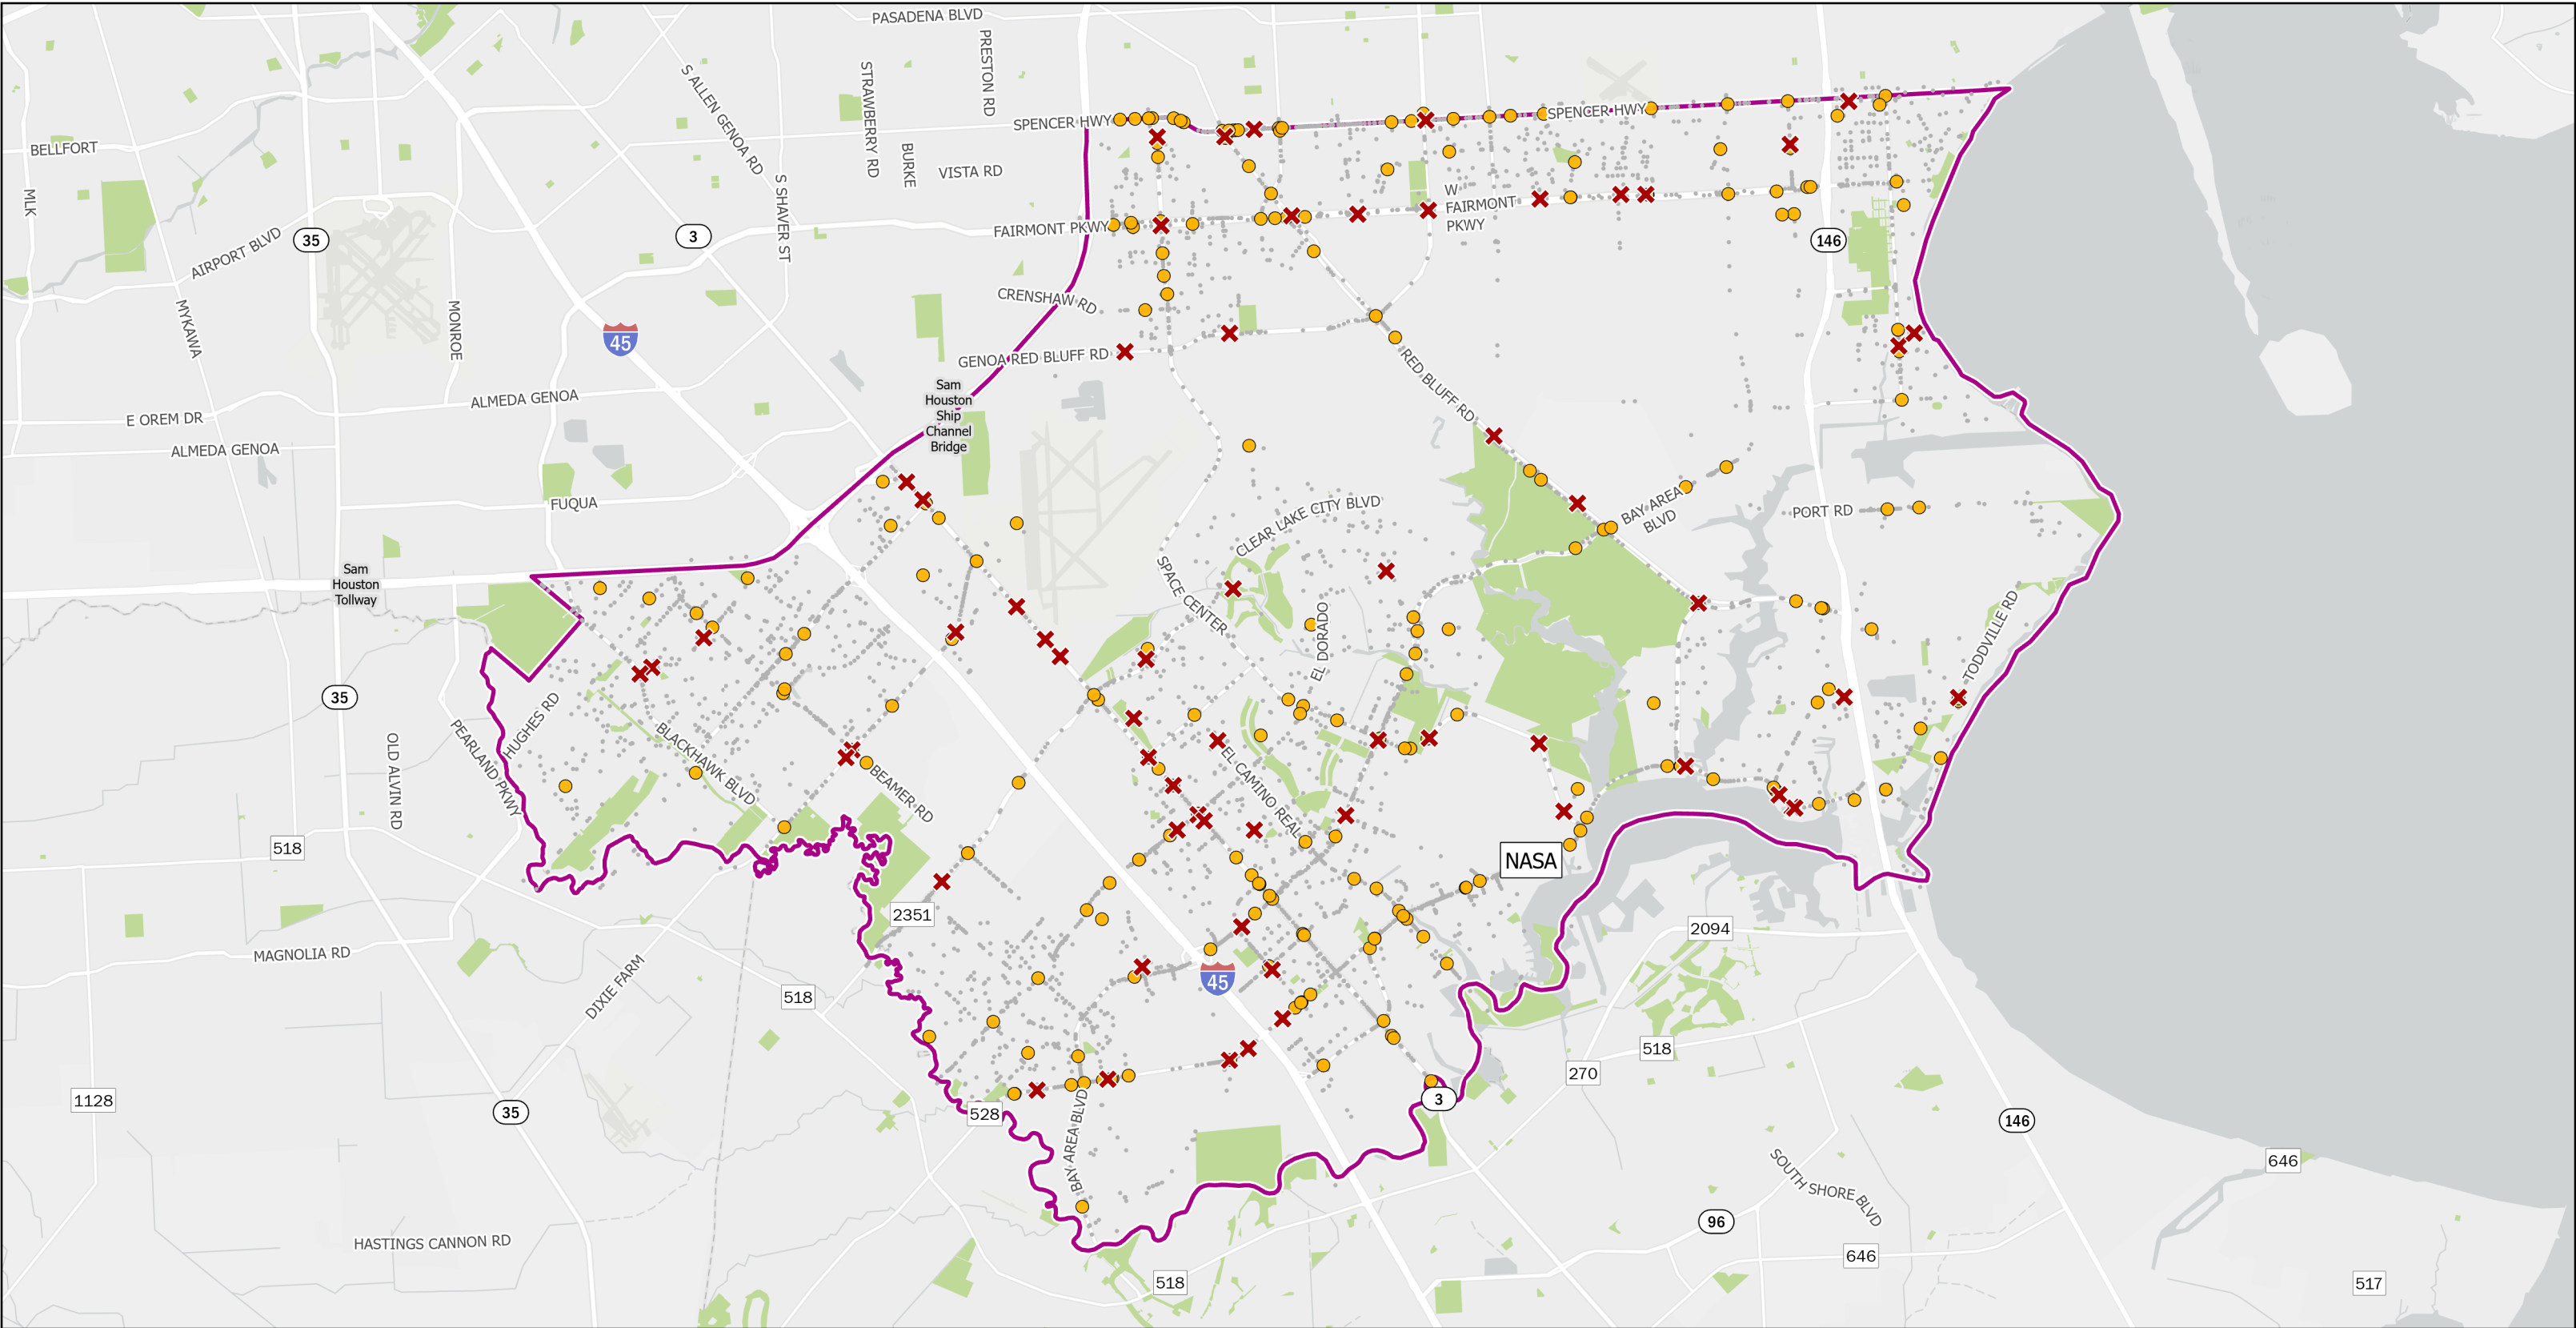 PASADENA BLVD
PRESTON RD
S ALLEN GENOA RD
STRAWBERRY RD
BURKE
SPENCER HWY
SPENCER HWY
BELLFORT
VISTA RD
MLK
S SHAVER ST
W
FAIRMONT
PKWY
FAIRMONT PKWY
AIRPORT BLVD
35
3
146
MYKAWA
MONROE
CRENSHAW RD
45
GENOA RED BLUFF RD
RED BLUFF RD
Sam
Houston
Ship
Channel
Bridge
ALMEDA GENOA
E OREM DR
ALMEDA GENOA
FUQUA
CLEAR LAKE CITY BLVD
BAY AREA
BLVD
PORT RD
Sam
Houston
Tollway
SPACE CENTER
EL DORADO
TODDVILLE RD
35
HUGHES RD
PEARLAND PKWY
OLD ALVIN RD
BLACKHAWK BLVD
BEAMER RD
EL CAMINO REAL
518
NASA
2351
2094
MAGNOLIA RD
DIXIE FARM
518
45
518
270
1128
35
528
3
146
BAY AREA BLVD
646
SOUTH SHORE BLVD
96
HASTINGS CANNON RD
646
518
517